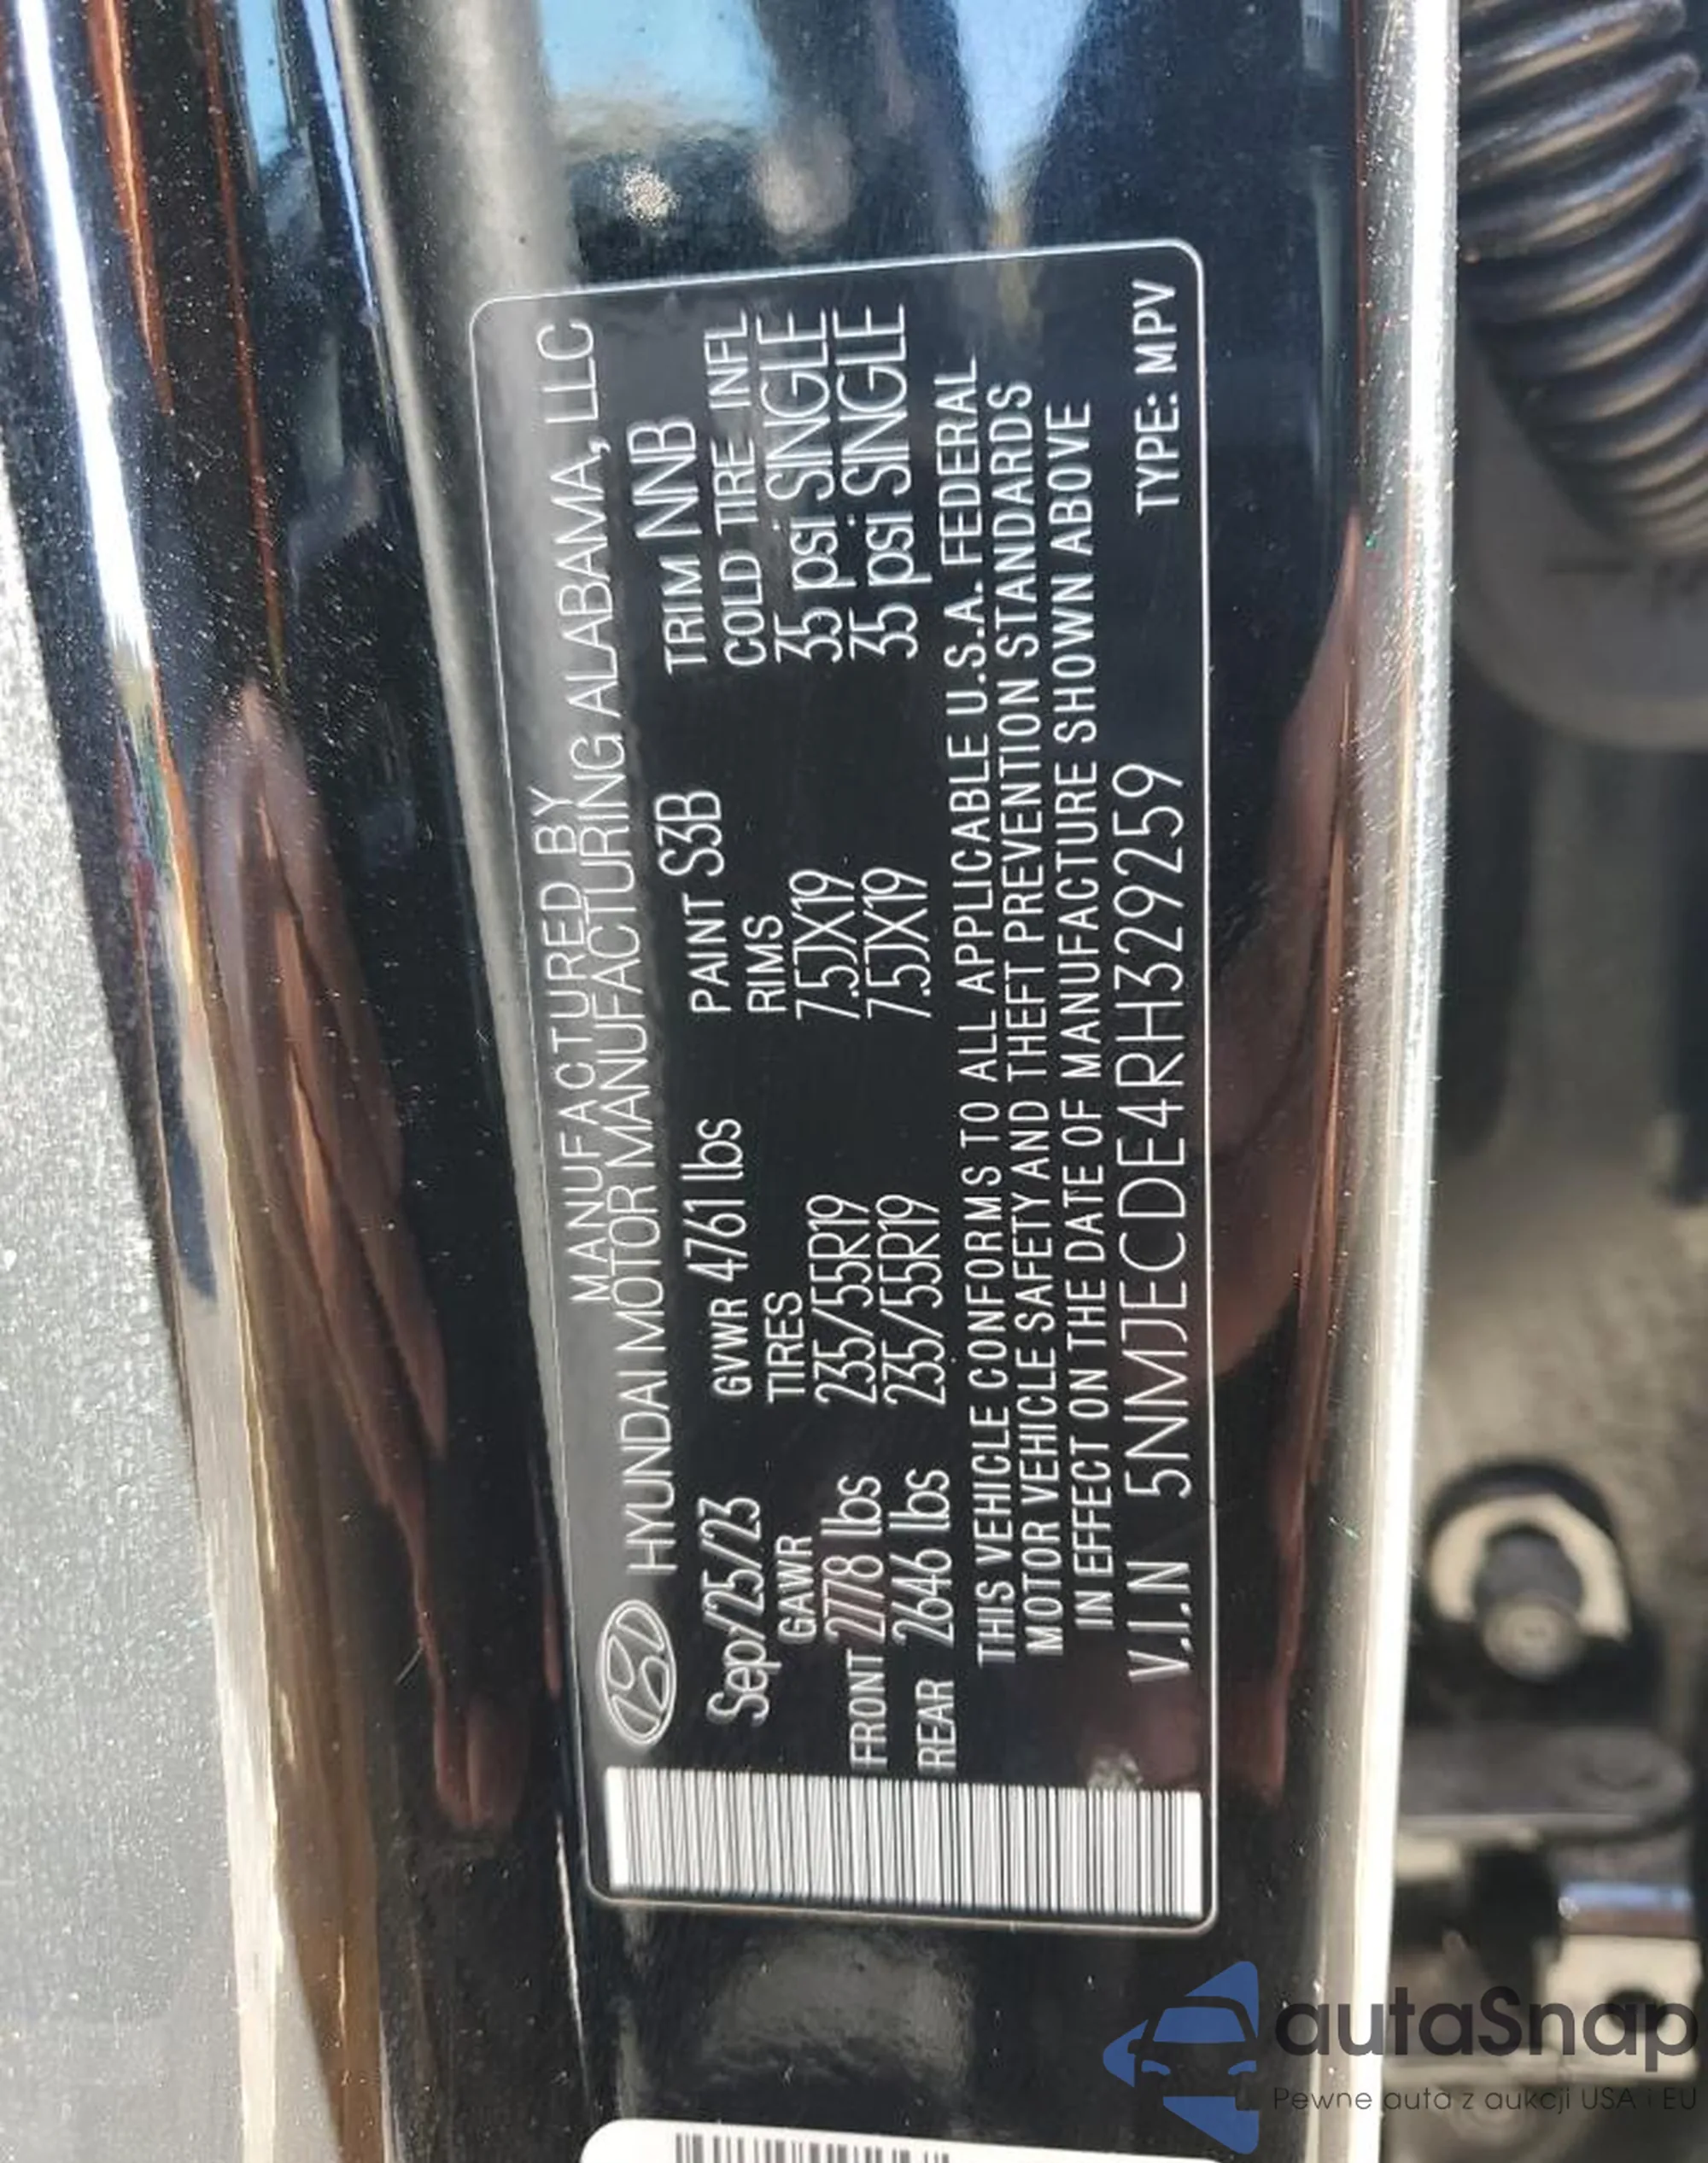 MANUFACTURED BY
HYUNDAI MOTOR MANUFACTURING ALABAMA, LLC
Sep/25/23 GVWR 4761 lbs PAINT S3B TRIM NNB
GAWR TIRES RIMS COLD TIRE INFL
FRONT 2778 lbs 235/55R19 7.5JX19 35 psi SINGLE
REAR 2646 lbs 235/55R19 7.5JX19 35 psi SINGLE
THIS VEHICLE CONFORMS TO ALL APPLICABLE U.S.A. FEDERAL
MOTOR VEHICLE SAFETY AND THEFT PREVENTION STANDARDS
IN EFFECT ON THE DATE OF MANUFACTURE SHOWN ABOVE
V.I.N 5NMJECDE4RH329259 TYPE: MPV
autaSnap
Pewne auta z aukcji USA i EU